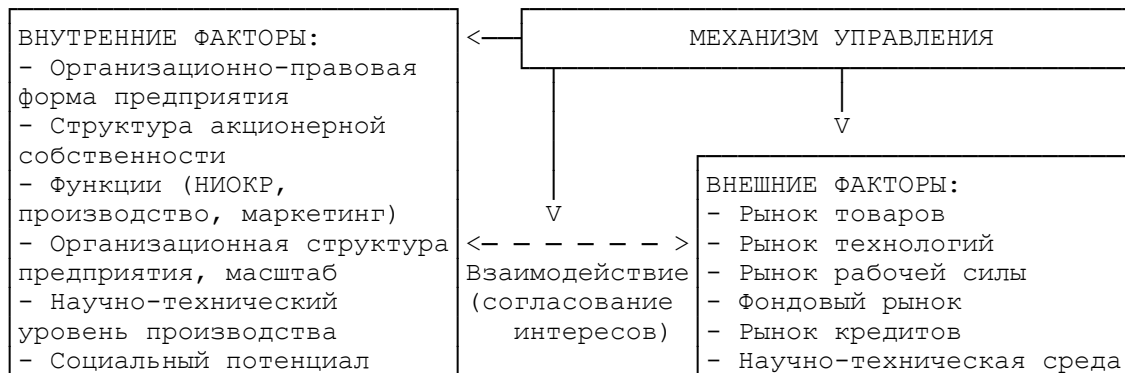 МЕХАНИЗМ УПРАВЛЕНИЯ
ВНУТРЕННИЕ ФАКТОРЫ:
- Организационно-правовая
форма предприятия
- Структура акционерной
собственности
- Функции (НИОКР,
производство, маркетинг)
- Организационная структура
предприятия, масштаб
- Научно-технический
уровень производства
- Социальный потенциал
Взаимодействие
(согласование
интересов)
ВНЕШНИЕ ФАКТОРЫ:
- Рынок товаров
- Рынок технологий
- Рынок рабочей силы
- Фондовый рынок
- Рынок кредитов
- Научно-техническая среда